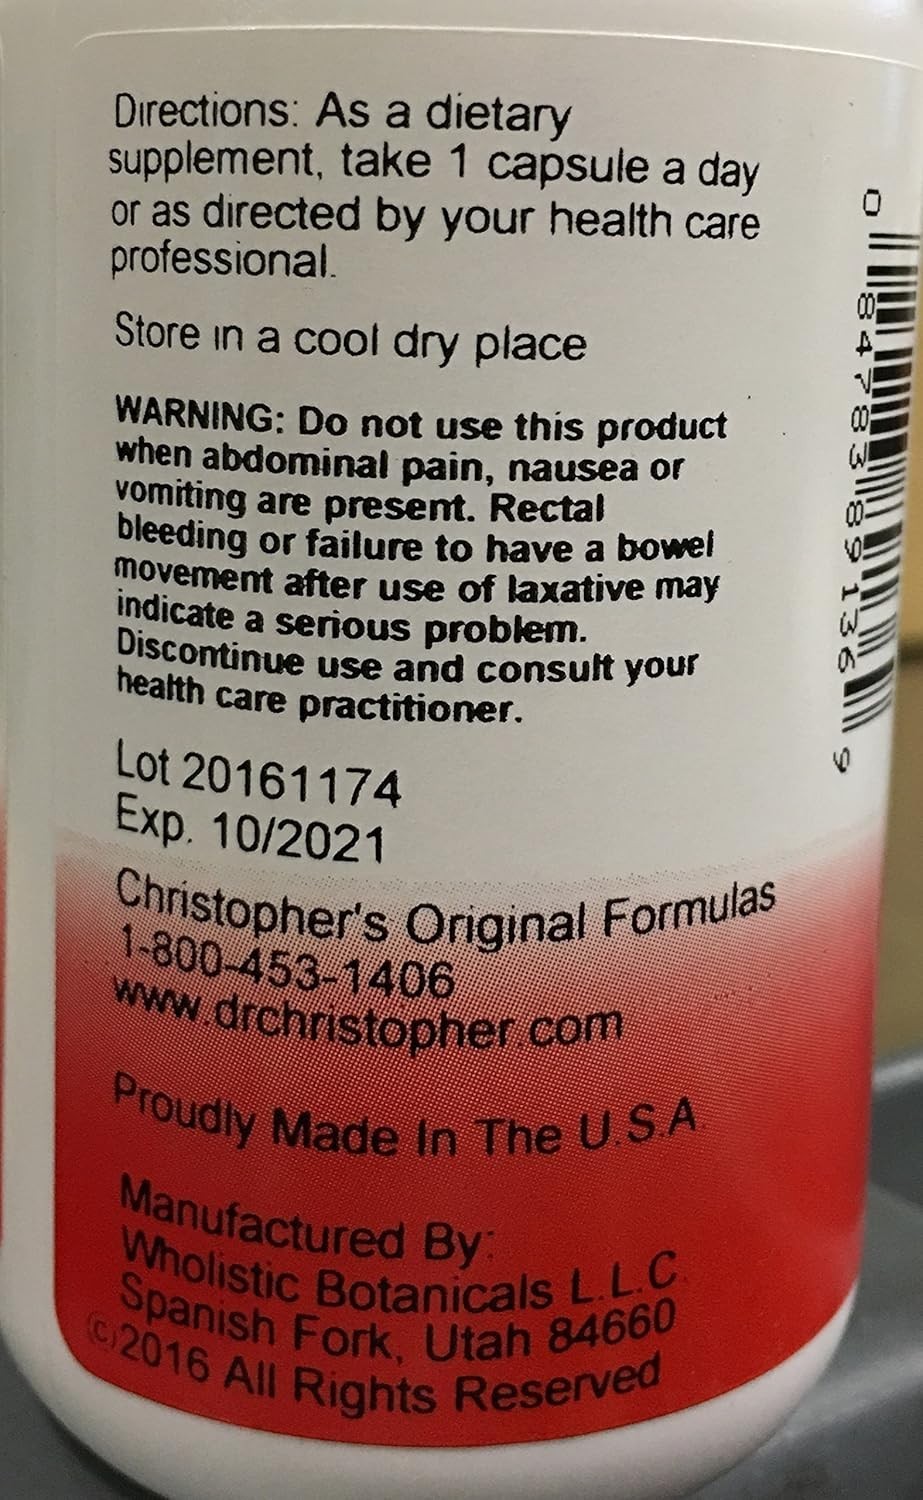 Directions: As a dietary
supplement, take 1 capsule a day
or as directed by your health care
professional.
Store in a cool dry place
WARNING: Do not use this product
when abdominal pain, nausea or
vomiting are present. Rectal
bleeding or failure to have a bowel
movement after use of laxative may
indicate a serious problem.
Discontinue use and consult your
health care practitioner.
Lot 20161174
Exp. 10/2021
Christopher's Original Formulas
1-800-453-1406
www.drchristopher.com
Proudly Made In The U.S.A.
Manufactured By:
Wholistic Botanicals L.L.C.
Spanish Fork, Utah 84660
(c)2016 All Rights Reserved
0 84783 89136 9